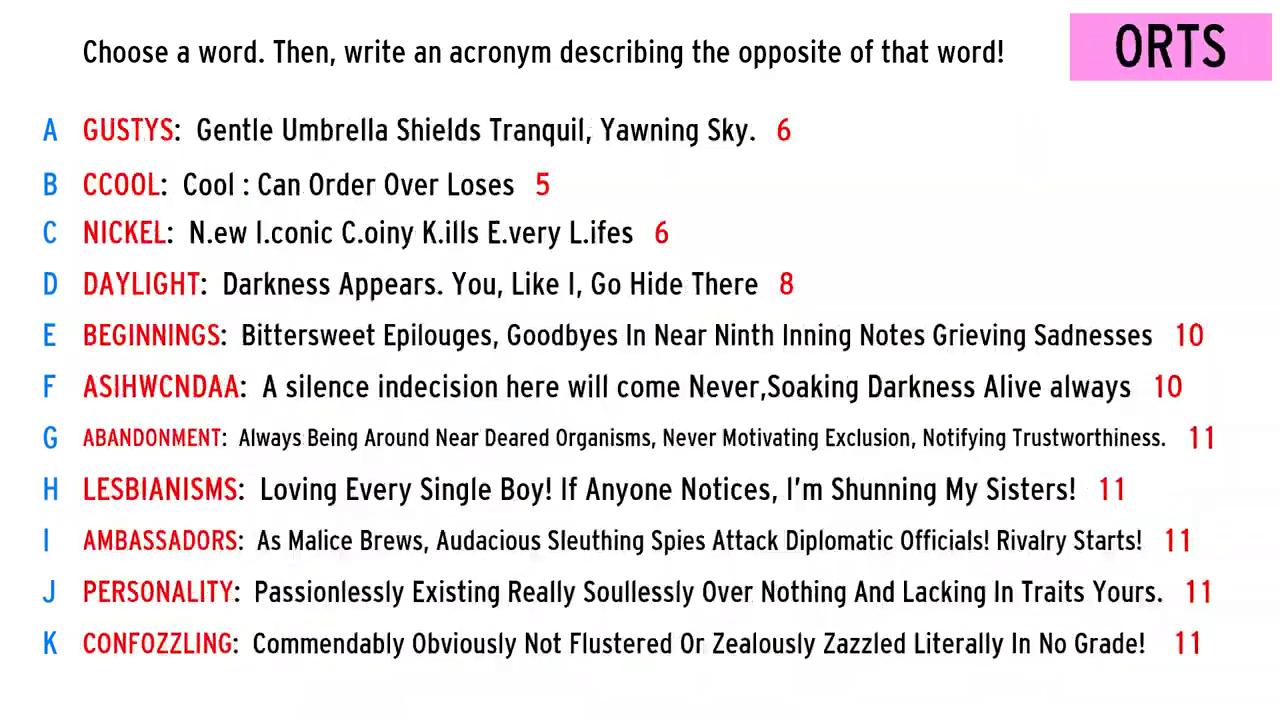 Choose a word. Then, write an acronym describing the opposite of that word!
ORTS
A GUSTYS: Gentle Umbrella Shields Tranquil, Yawning Sky. 6
B CCOOL: Cool : Can Order Over Loses 5
C NICKEL: N.ew I.conic C.oiny K.ills E.very L.ifes 6
D DAYLIGHT: Darkness Appears. You, Like I, Go Hide There 8
E BEGINNINGS: Bittersweet Epilouges, Goodbyes In Near Ninth Inning Notes Grieving Sadnesses 10
F ASIHWCNDAA: A silence indecision here will come Never,Soaking Darkness Alive always 10
G ABANDONMENT: Always Being Around Near Deared Organisms, Never Motivating Exclusion, Notifying Trustworthiness. 11
H LESBIANISMS: Loving Every Single Boy! If Anyone Notices, I'm Shunning My Sisters! 11
I AMBASSADORS: As Malice Brews, Audacious Sleuthing Spies Attack Diplomatic Officials! Rivalry Starts! 11
J PERSONALITY: Passionlessly Existing Really Soullessly Over Nothing And Lacking In Traits Yours. 11
K CONFOZZLING: Commendably Obviously Not Flustered Or Zealously Zazzled Literally In No Grade! 11